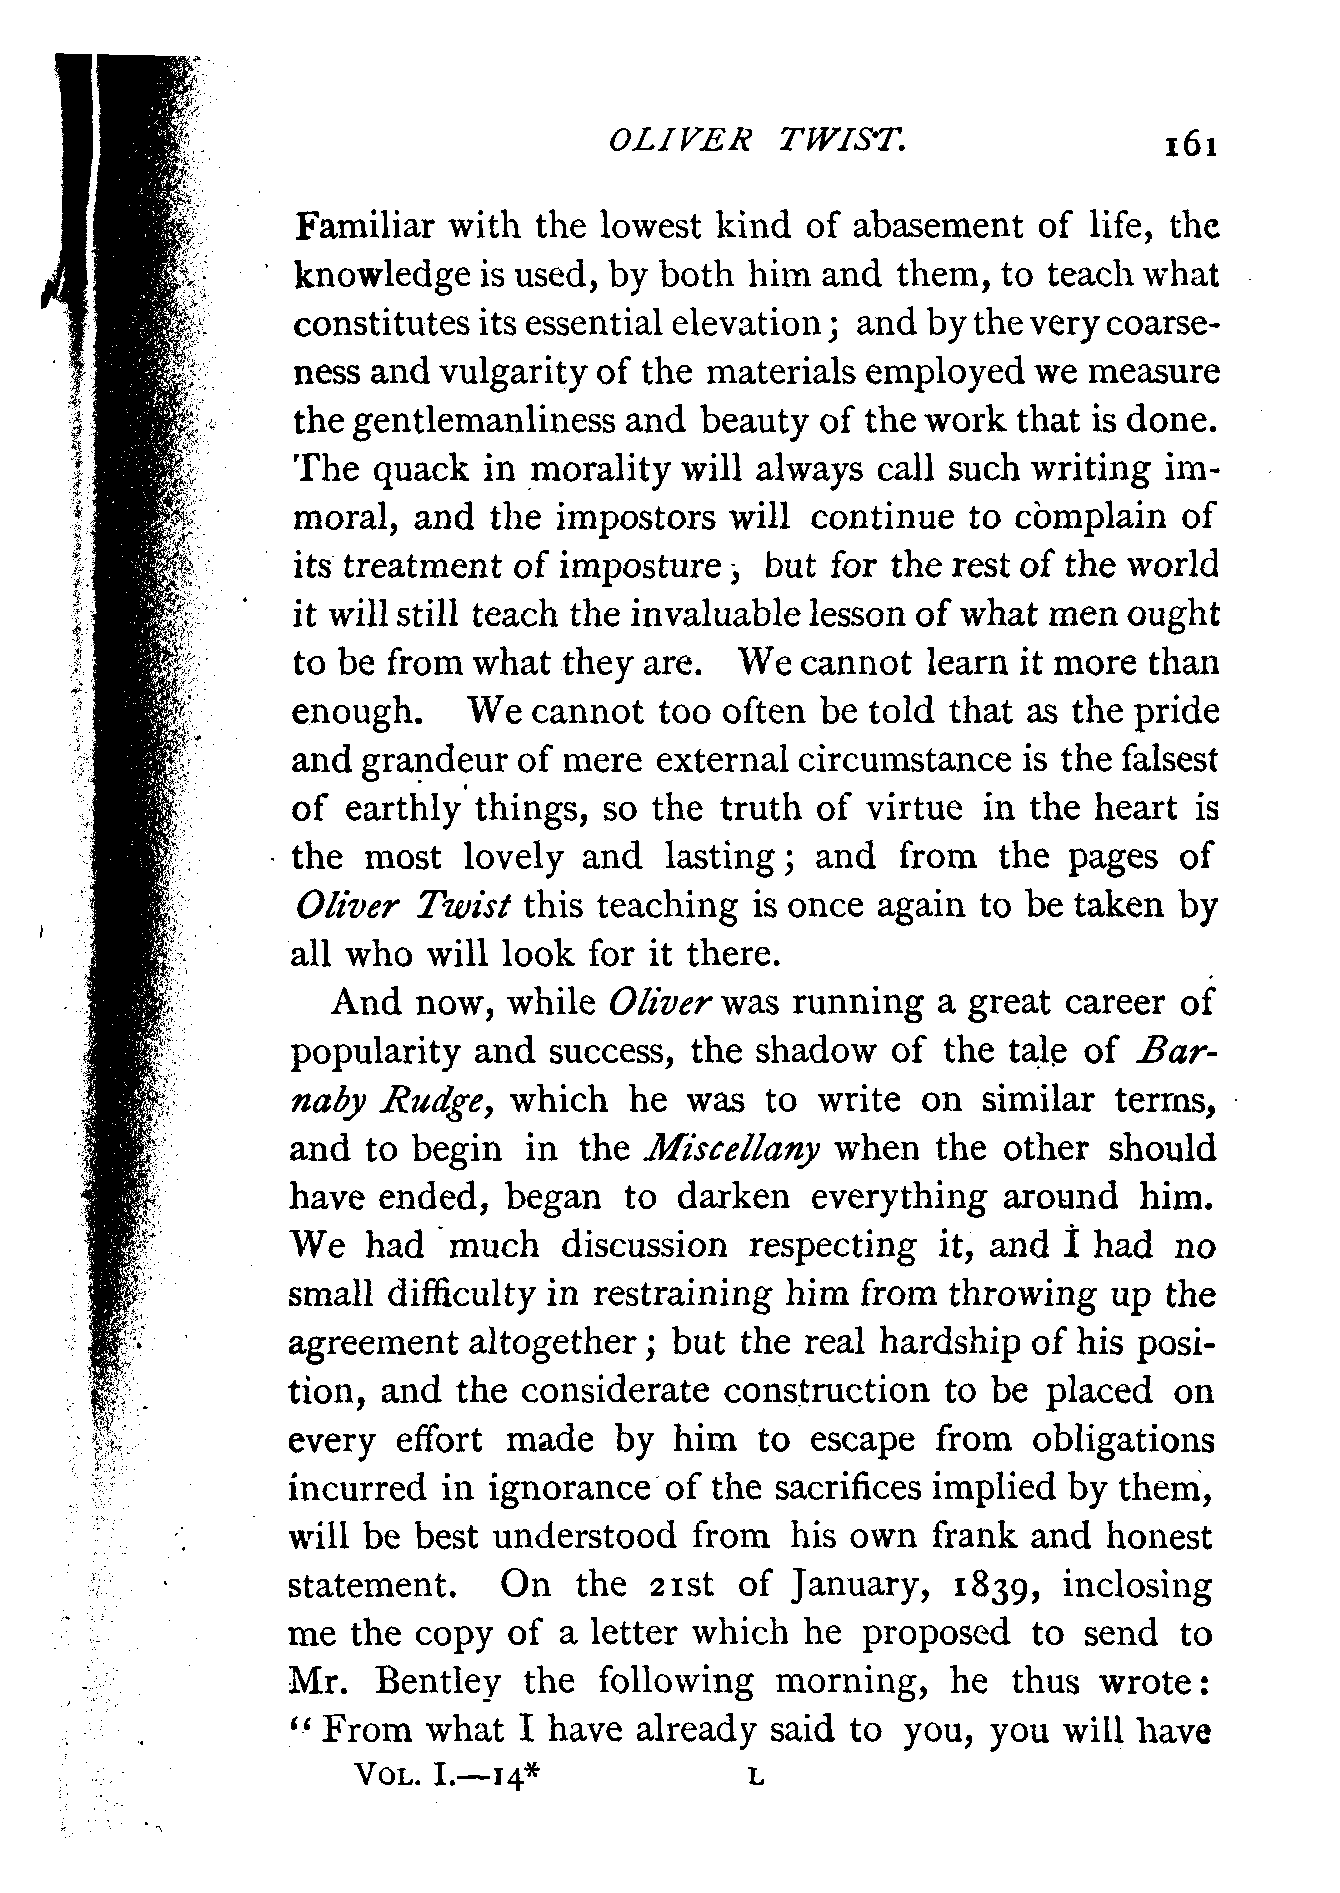 OLIVER TWIST. 161
Familiar with the lowest kind of abasement of life, the
knowledge is used, by both him and them, to teach what
constitutes its essential elevation; and by the very coarse-
ness and vulgarity of the materials employed we measure
the gentlemanliness and beauty of the work that is done.
The quack in morality will always call such writing im-
moral, and the impostors will continue to complain of
its treatment of imposture; but for the rest of the world
it will still teach the invaluable lesson of what men ought
to be from what they are. We cannot learn it more than
enough. We cannot too often be told that as the pride
and grandeur of mere external circumstance is the falsest
of earthly things, so the truth of virtue in the heart is
the most lovely and lasting; and from the pages of
Oliver Twist this teaching is once again to be taken by
all who will look for it there.
And now, while Oliver was running a great career of
popularity and success, the shadow of the tale of Bar-
naby Rudge, which he was to write on similar terms,
and to begin in the Miscellany when the other should
have ended, began to darken everything around him.
We had much discussion respecting it, and I had no
small difficulty in restraining him from throwing up the
agreement altogether; but the real hardship of his posi-
tion, and the considerate construction to be placed on
every effort made by him to escape from obligations
incurred in ignorance of the sacrifices implied by them,
will be best understood from his own frank and honest
statement. On the 21st of January, 1839, inclosing
me the copy of a letter which he proposed to send to
Mr. Bentley the following morning, he thus wrote:
"From what I have already said to you, you will have
VOL. I.—14* L